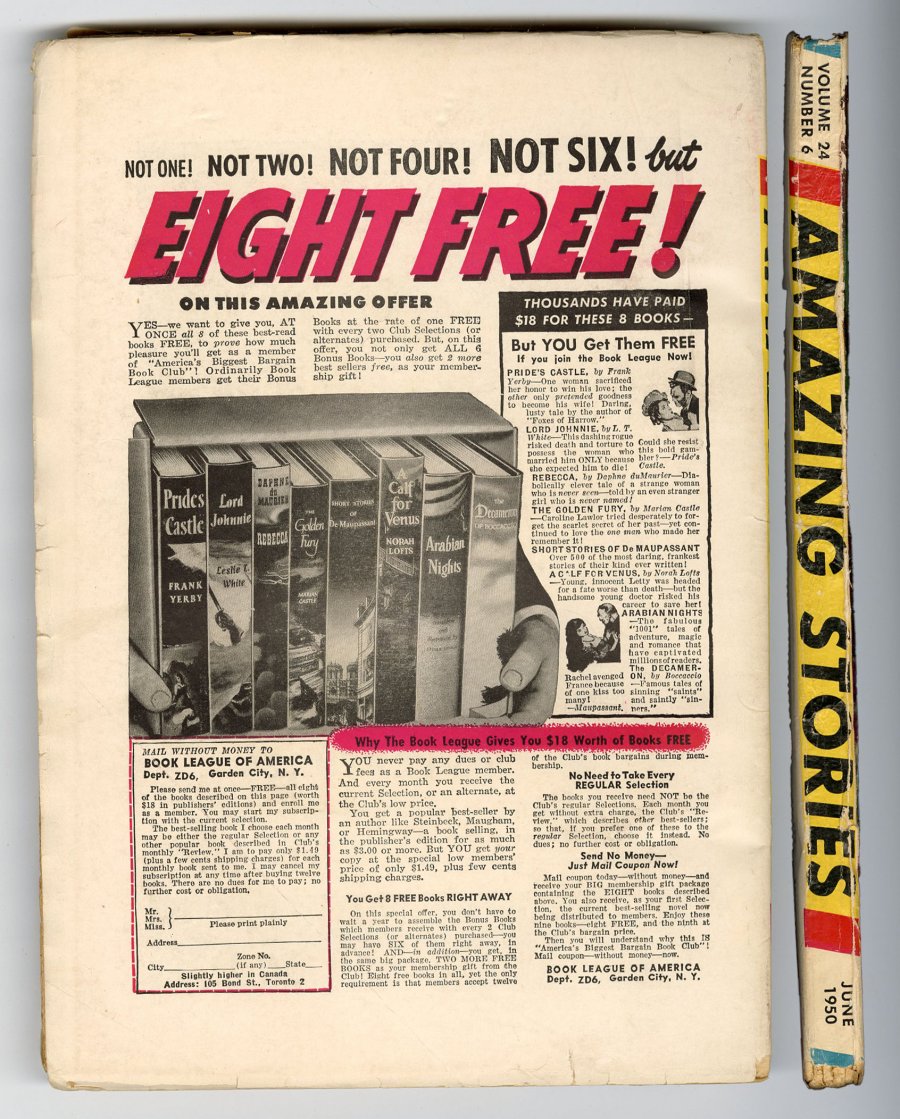 NOT ONE! NOT TWO! NOT FOUR! NOT SIX! but
EIGHT FREE!
ON THIS AMAZING OFFER
YES—we want to give you, AT
ONCE all 8 of these best-read
books FREE, to prove how much
pleasure you'll get as a member
of "America's Biggest Bargain
Book Club"! Ordinarily Book
League members get their Bonus
Books at the rate of one FREE
with every two Club Selections (or
alternates) purchased. But, on this
offer, you not only get ALL 6
Bonus Books—you also get 2 more
best sellers free, as your member-
ship gift!
THOUSANDS HAVE PAID
$18 FOR THESE 8 BOOKS—
But YOU Get Them FREE
If you join the Book League Now!
PRIDE'S CASTLE, by Frank
Yerby—One woman sacrificed
her honor to win his love; the
other only pretended goodness
to become his wife! Daring,
lusty tale by the author of
"Foxes of Harrow."
LORD JOHNNIE, by L. T.
White—This dashing rogue
risked death and torture to
possess the woman who
married him ONLY because
she expected him to die!
Could she resist
this bold gam-
bler?—Pride's
Castle.
REBECCA, by Daphne duMaurier—Dia-
bolically clever tale of a strange woman
who is never seen—told by an even stranger
girl who is never named!
THE GOLDEN FURY, by Marian Castle
—Caroline Lawlor tried desperately to for-
get the scarlet secret of her past—yet con-
tinued to love the one man who made her
remember it!
SHORT STORIES OF De MAUPASSANT
Over 500 of the most daring, frankest
stories of their kind ever written!
A CALF FOR VENUS, by Norah Lofts
—Young, innocent Letty was headed
for a fate worse than death—but the
handsome young doctor risked his
career to save her!
ARABIAN NIGHTS
—The fabulous
"1001" tales of
adventure, magic
and romance that
have captivated
millions of readers.
THE DECAMER-
ON, by Boccaccio
—Famous tales of
sinning "saints"
and saintly "sin-
ners."
Rachel avenged
France because
of one kiss too
many!
—Maupassant.
Prides
Castle
FRANK
YERBY
Lord
Johnnie
Leslie T.
White
DAPHNE
du
MAURIER
REBECCA
THE
Golden
Fury
MARIAN
CASTLE
SHORT STORIES
OF
De MAUPASSANT
A
Calf
for
Venus
NORAH
LOFTS
Arabian
Nights
The
Decameron
OF BOCCACCIO
MAIL WITHOUT MONEY TO
BOOK LEAGUE OF AMERICA
Dept. ZD6, Garden City, N. Y.
Please send me at once—FREE—all eight
of the books described on this page (worth
$18 in publishers' editions) and enroll me
as a member. You may start my subscrip-
tion with the current selection.
The best-selling book I choose each month
may be either the regular Selection or any
other popular book described in Club's
monthly "Review." I am to pay only $1.49
(plus a few cents shipping charges) for each
monthly book sent to me. I may cancel my
subscription at any time after buying twelve
books. There are no dues for me to pay; no
further cost or obligation.
Mr.
Mrs.
Miss.
Please print plainly
Address
Zone No.
City (if any) State
Slightly higher in Canada
Address: 105 Bond St., Toronto 2
Why The Book League Gives You $18 Worth of Books FREE
YOU never pay any dues or club
fees as a Book League member.
And every month you receive the
current Selection, or an alternate, at
the Club's low price.
You get a popular best-seller by
an author like Steinbeck, Maugham,
or Hemingway—a book selling, in
the publisher's edition for as much
as $3.00 or more. But YOU get your
copy at the special low members'
price of only $1.49, plus few cents
shipping charges.
You Get 8 FREE Books RIGHT AWAY
On this special offer, you don't have to
wait a year to assemble the Bonus Books
which members receive with every 2 Club
Selections (or alternates) purchased—you
may have SIX of them right away, in
advance! AND—in addition—you get, in
the same big package, TWO MORE FREE
BOOKS as your membership gift from the
Club! Eight free books in all, yet the only
requirement is that members accept twelve
of the Club's book bargains during mem-
bership.
No Need to Take Every
REGULAR Selection
The books you receive need NOT be the
Club's regular Selections. Each month you
get without extra charge, the Club's "Re-
view," which describes other best-sellers;
so that, if you prefer one of these to the
regular Selection, choose it instead. No
dues; no further cost or obligation.
Send No Money—
Just Mail Coupon Now!
Mail coupon today—without money—and
receive your BIG membership gift package
containing the EIGHT books described
above. You also receive, as your first Selec-
tion, the current best-selling novel now
being distributed to members. Enjoy these
nine books—eight FREE, and the ninth at
the Club's bargain price.
Then you will understand why this IS
"America's Biggest Bargain Book Club"!
Mail coupon—without money—now.
BOOK LEAGUE OF AMERICA
Dept. ZD6, Garden City, N. Y.
VOLUME 24
NUMBER 6
AMAZING STORIES
JUNE
1950